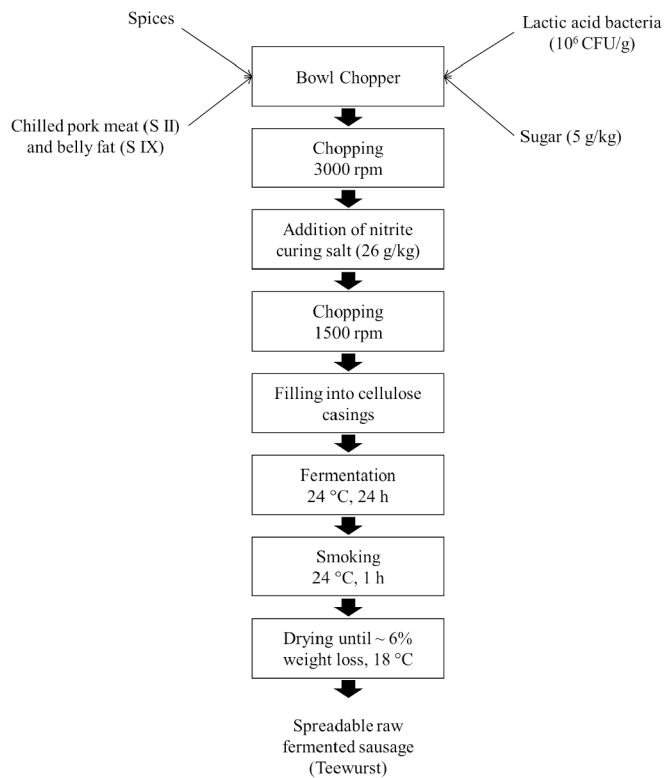 Spices
Lactic acid bacteria
(10⁶ CFU/g)
Bowl Chopper
Chilled pork meat (S II)
and belly fat (S IX)
Sugar (5 g/kg)
Chopping
3000 rpm
Addition of nitrite
curing salt (26 g/kg)
Chopping
1500 rpm
Filling into cellulose
casings
Fermentation
24 °C, 24 h
Smoking
24 °C, 1 h
Drying until ~ 6%
weight loss, 18 °C
Spreadable raw
fermented sausage
(Teewurst)